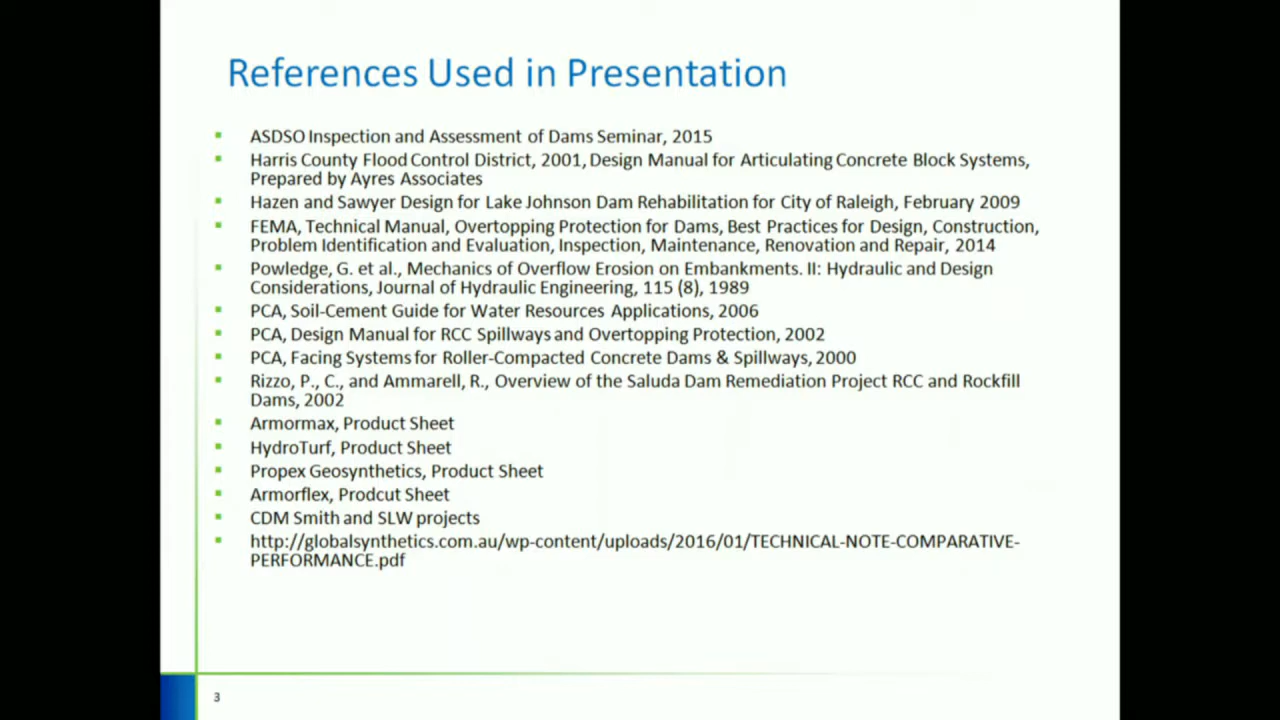 References Used in Presentation
ASDSO Inspection and Assessment of Dams Seminar, 2015
Harris County Flood Control District, 2001, Design Manual for Articulating Concrete Block Systems,
Prepared by Ayres Associates
Hazen and Sawyer Design for Lake Johnson Dam Rehabilitation for City of Raleigh, February 2009
FEMA, Technical Manual, Overtopping Protection for Dams, Best Practices for Design, Construction,
Problem Identification and Evaluation, Inspection, Maintenance, Renovation and Repair, 2014
Powledge, G. et al., Mechanics of Overflow Erosion on Embankments. II: Hydraulic and Design
Considerations, Journal of Hydraulic Engineering, 115 (8), 1989
PCA, Soil-Cement Guide for Water Resources Applications, 2006
PCA, Design Manual for RCC Spillways and Overtopping Protection, 2002
PCA, Facing Systems for Roller-Compacted Concrete Dams & Spillways, 2000
Rizzo, P., C., and Ammarell, R., Overview of the Saluda Dam Remediation Project RCC and Rockfill
Dams, 2002
Armormax, Product Sheet
HydroTurf, Product Sheet
Propex Geosynthetics, Product Sheet
Armorflex, Prodcut Sheet
CDM Smith and SLW projects
http://globalsynthetics.com.au/wp-content/uploads/2016/01/TECHNICAL-NOTE-COMPARATIVE-
PERFORMANCE.pdf
3